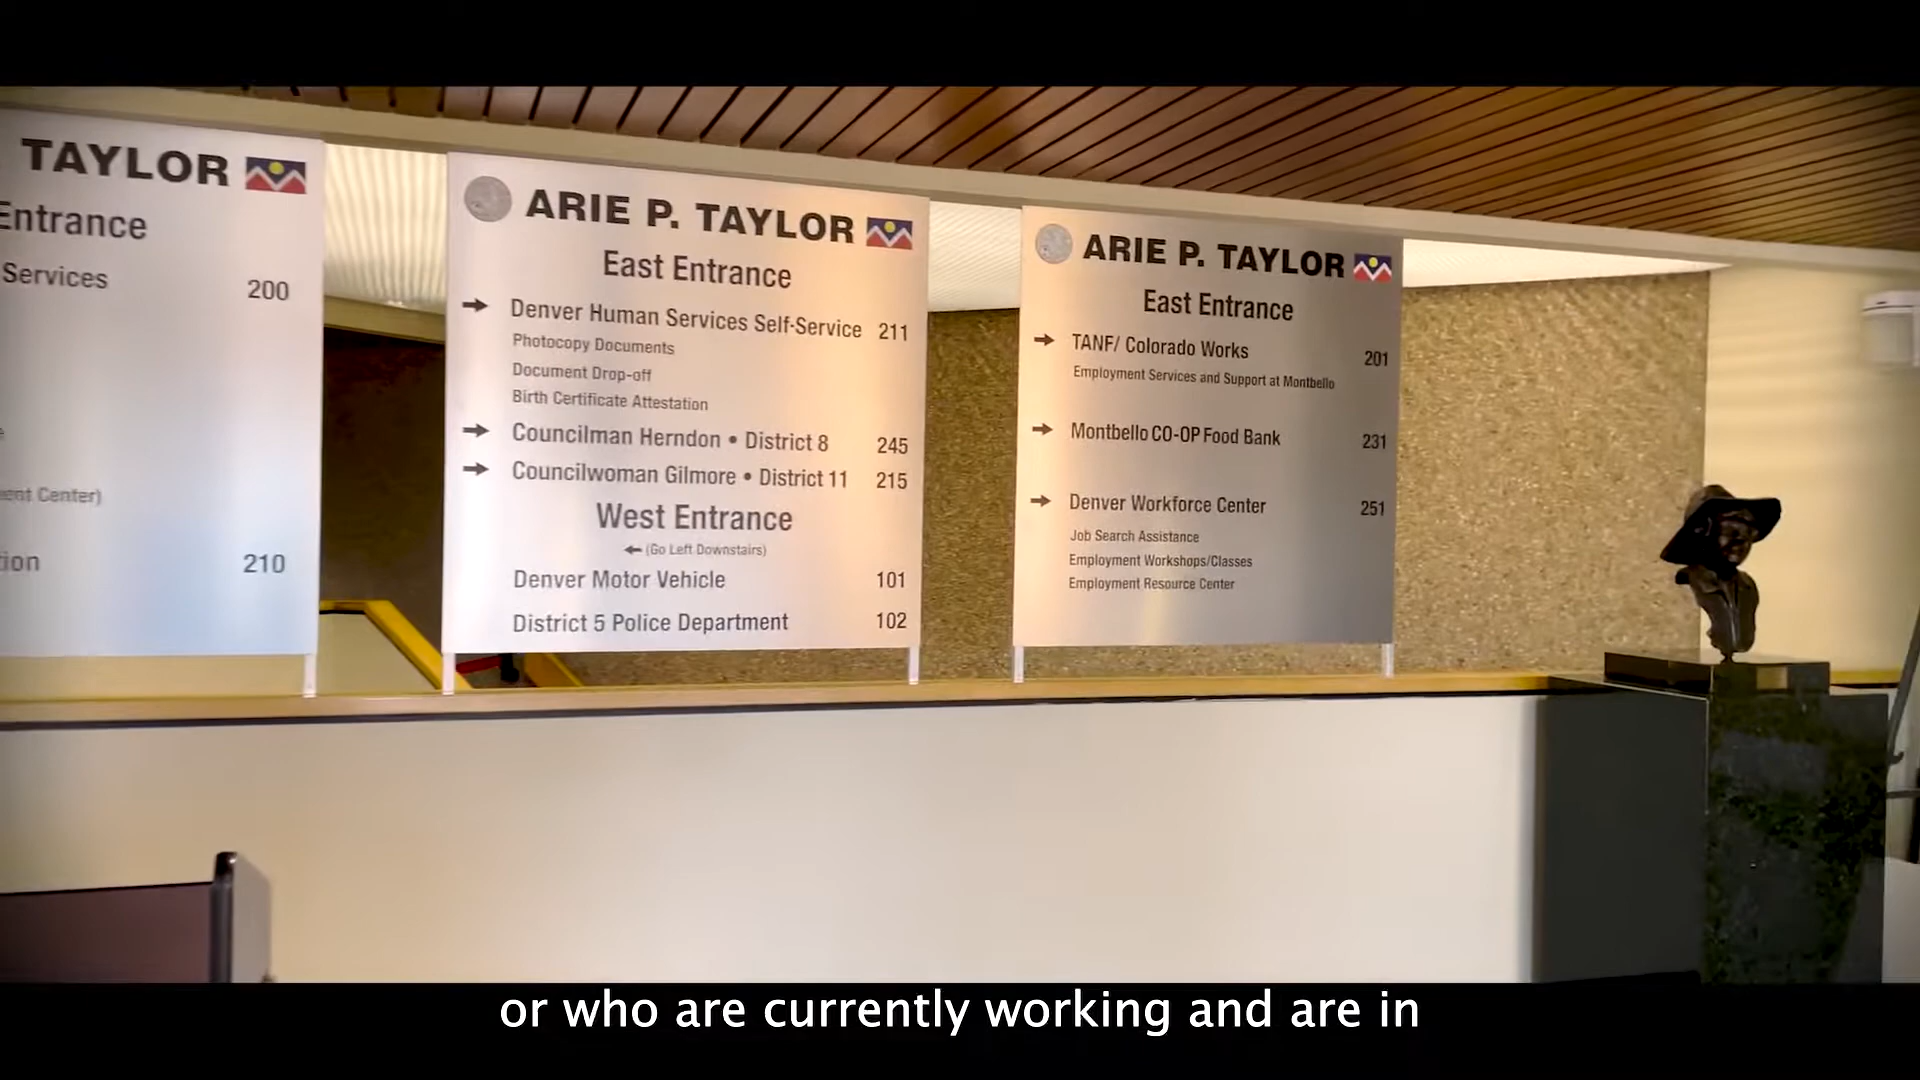 TAYLOR
Entrance
Services 200
ent Center)
tion 210
ARIE P. TAYLOR
East Entrance
→ Denver Human Services Self-Service 211
Photocopy Documents
Document Drop-off
Birth Certificate Attestation
→ Councilman Herndon • District 8 245
→ Councilwoman Gilmore • District 11 215
West Entrance
← (Go Left Downstairs)
Denver Motor Vehicle 101
District 5 Police Department 102
ARIE P. TAYLOR
East Entrance
→ TANF/ Colorado Works 201
Employment Services and Support at Montbello
→ Montbello CO-OP Food Bank 231
→ Denver Workforce Center 251
Job Search Assistance
Employment Workshops/Classes
Employment Resource Center
or who are currently working and are in